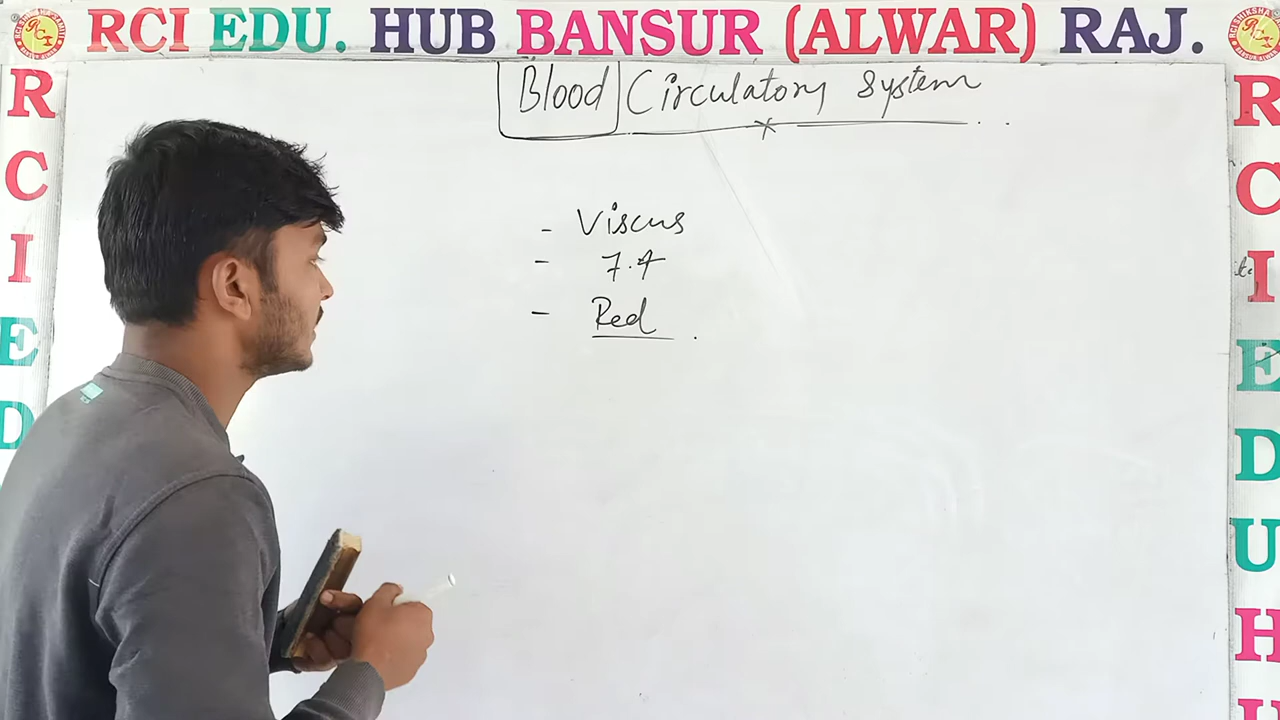 RCI EDU. HUB BANSUR (ALWAR) RAJ.
R C I E D
Blood Circulatory System
- Viscus
- 7.4
- Red
R C I E D U H U